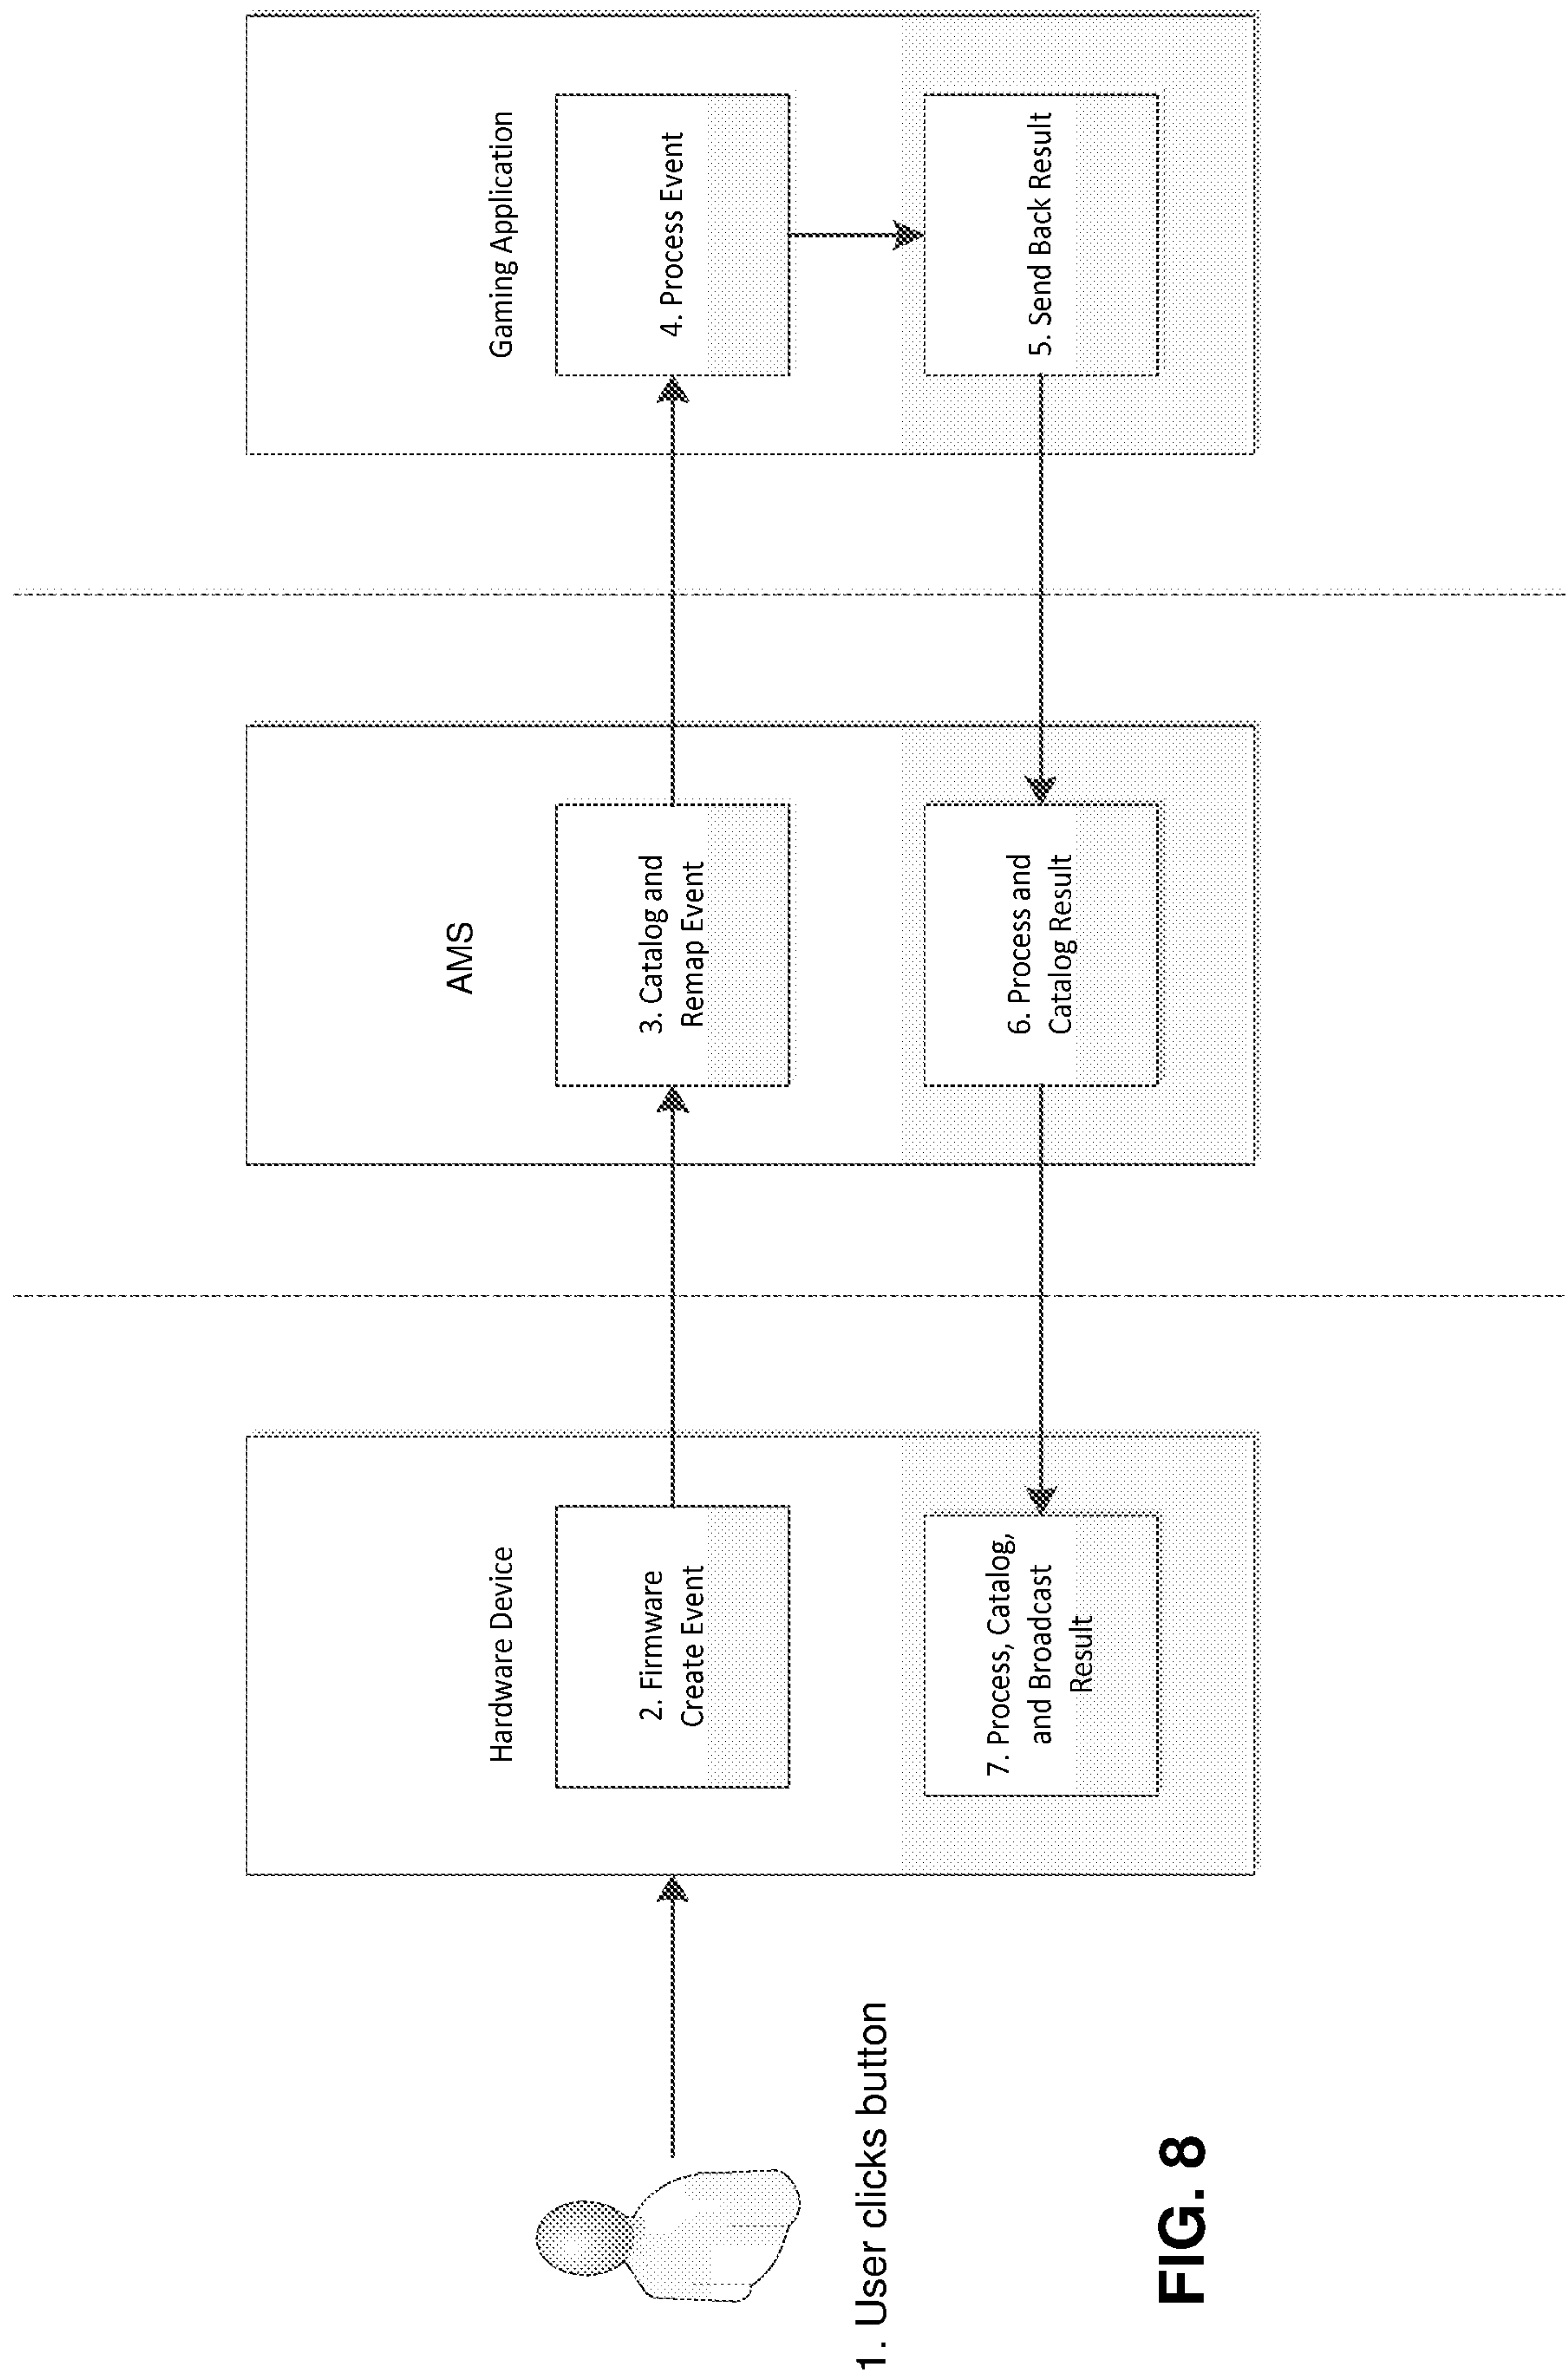 1. User clicks button
Hardware Device
2. Firmware
Create Event
AMS
3. Catalog and
Remap Event
Gaming Application
4. Process Event
5. Send Back Result
6. Process and
Catalog Result
7. Process, Catalog,
and Broadcast
Result
FIG. 8